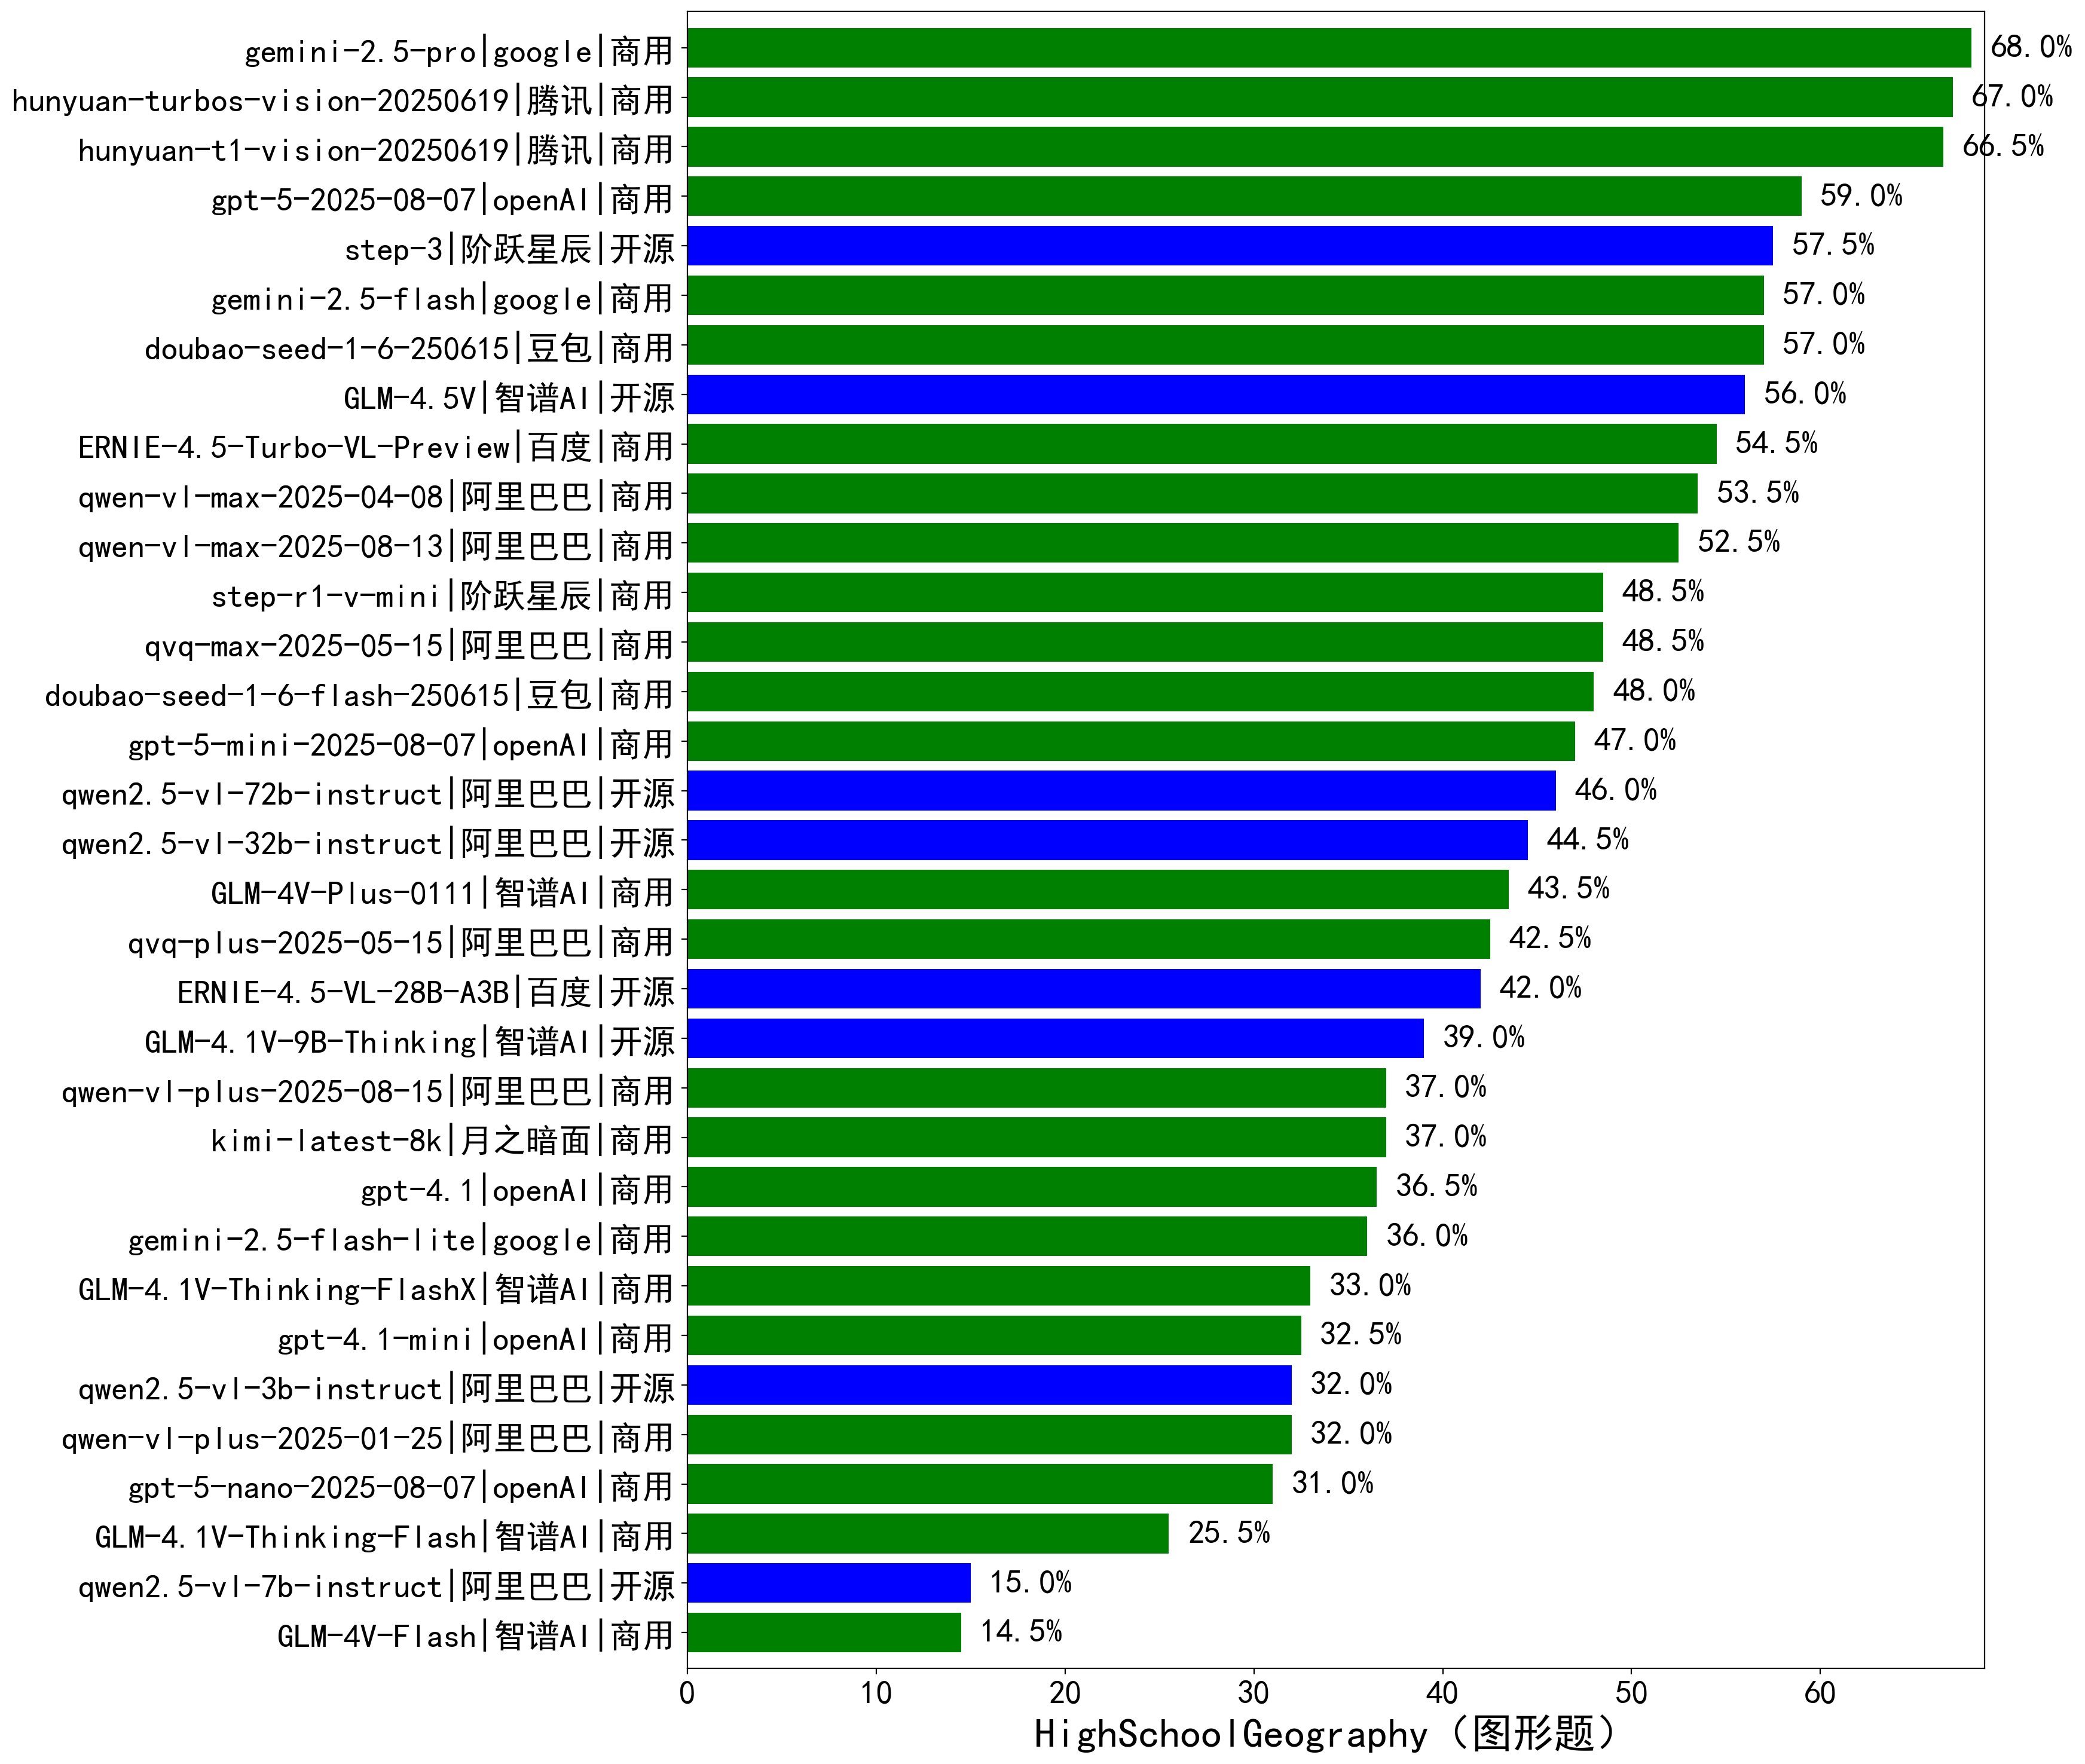 gemini-2.5-pro|google|商用 68.0%
hunyuan-turbos-vision-20250619|腾讯|商用 67.0%
hunyuan-t1-vision-20250619|腾讯|商用 66.5%
gpt-5-2025-08-07|openAI|商用 59.0%
step-3|阶跃星辰|开源 57.5%
gemini-2.5-flash|google|商用 57.0%
doubao-seed-1-6-250615|豆包|商用 57.0%
GLM-4.5V|智谱AI|开源 56.0%
ERNIE-4.5-Turbo-VL-Preview|百度|商用 54.5%
qwen-vl-max-2025-04-08|阿里巴巴|商用 53.5%
qwen-vl-max-2025-08-13|阿里巴巴|商用 52.5%
step-r1-v-mini|阶跃星辰|商用 48.5%
qvq-max-2025-05-15|阿里巴巴|商用 48.5%
doubao-seed-1-6-flash-250615|豆包|商用 48.0%
gpt-5-mini-2025-08-07|openAI|商用 47.0%
qwen2.5-vl-72b-instruct|阿里巴巴|开源 46.0%
qwen2.5-vl-32b-instruct|阿里巴巴|开源 44.5%
GLM-4V-Plus-0111|智谱AI|商用 43.5%
qvq-plus-2025-05-15|阿里巴巴|商用 42.5%
ERNIE-4.5-VL-28B-A3B|百度|开源 42.0%
GLM-4.1V-9B-Thinking|智谱AI|开源 39.0%
qwen-vl-plus-2025-08-15|阿里巴巴|商用 37.0%
kimi-latest-8k|月之暗面|商用 37.0%
gpt-4.1|openAI|商用 36.5%
gemini-2.5-flash-lite|google|商用 36.0%
GLM-4.1V-Thinking-FlashX|智谱AI|商用 33.0%
gpt-4.1-mini|openAI|商用 32.5%
qwen2.5-vl-3b-instruct|阿里巴巴|开源 32.0%
qwen-vl-plus-2025-01-25|阿里巴巴|商用 32.0%
gpt-5-nano-2025-08-07|openAI|商用 31.0%
GLM-4.1V-Thinking-Flash|智谱AI|商用 25.5%
qwen2.5-vl-7b-instruct|阿里巴巴|开源 15.0%
GLM-4V-Flash|智谱AI|商用 14.5%
0 10 20 30 40 50 60
HighSchoolGeography（图形题）